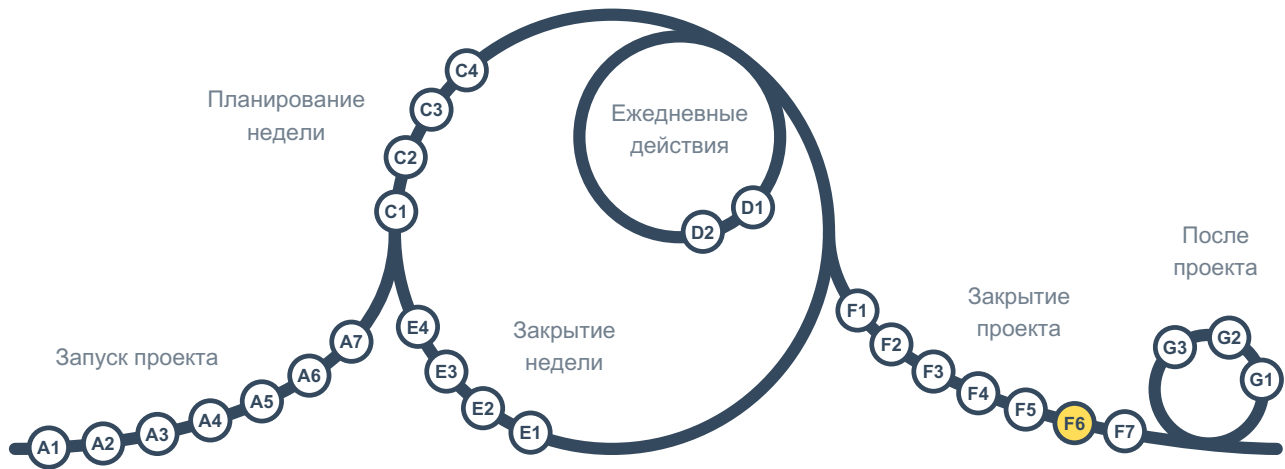 Планирование
недели
Ежедневные
действия
После
проекта
Закрытие
проекта
Закрытие
недели
Запуск проекта
A1
A2
A3
A4
A5
A6
A7
C1
C2
C3
C4
D1
D2
E1
E2
E3
E4
F1
F2
F3
F4
F5
F6
F7
G1
G2
G3